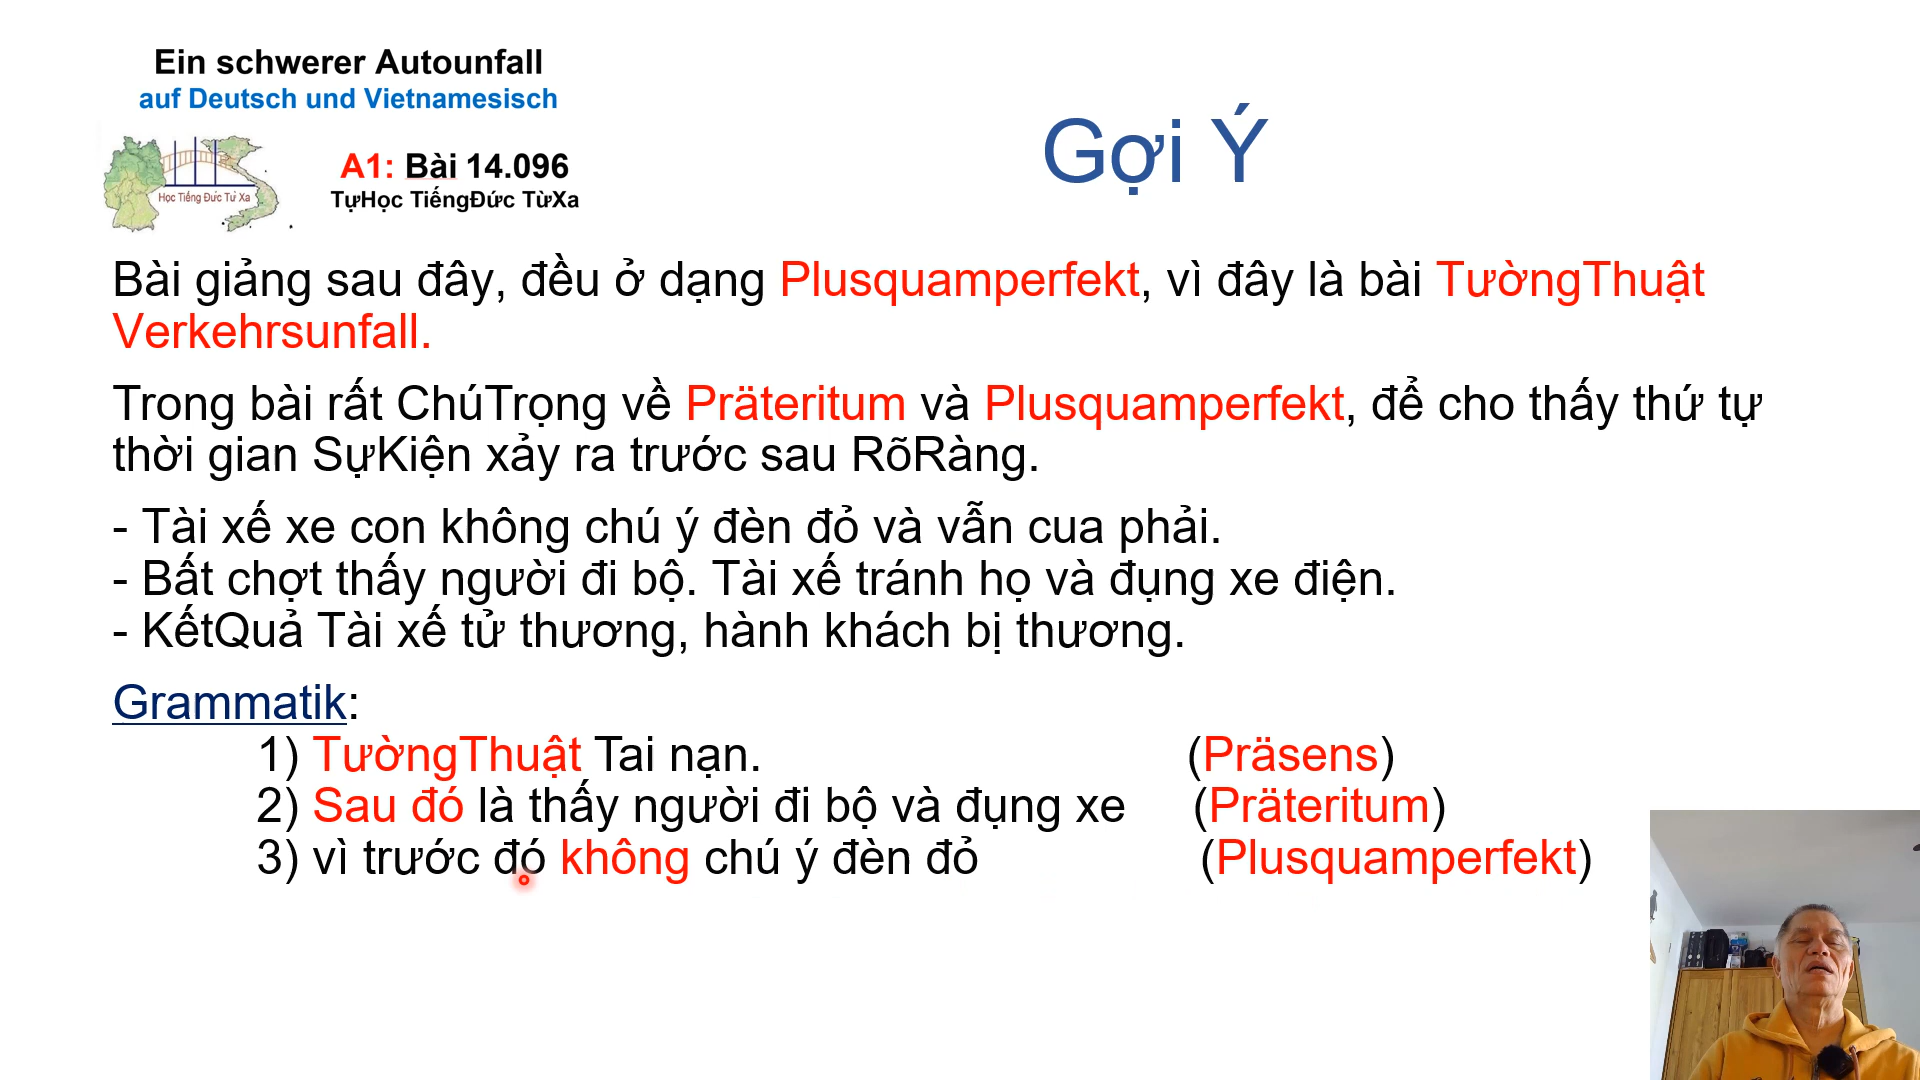 Ein schwerer Autounfall
auf Deutsch und Vietnamesisch
Gợi Ý
A1: Bài 14.096
TựHọc TiếngĐức TừXa
Học Tiếng Đức Từ Xa
Bài giảng sau đây, đều ở dạng Plusquamperfekt, vì đây là bài TườngThuật
Verkehrsunfall.
Trong bài rất ChúTrọng về Präteritum và Plusquamperfekt, để cho thấy thứ tự
thời gian SựKiện xảy ra trước sau RõRàng.
- Tài xế xe con không chú ý đèn đỏ và vẫn cua phải.
- Bất chợt thấy người đi bộ. Tài xế tránh họ và đụng xe điện.
- KếtQuả Tài xế tử thương, hành khách bị thương.
Grammatik:
1) TườngThuật Tai nạn. (Präsens)
2) Sau đó là thấy người đi bộ và đụng xe (Präteritum)
3) vì trước đó không chú ý đèn đỏ (Plusquamperfekt)